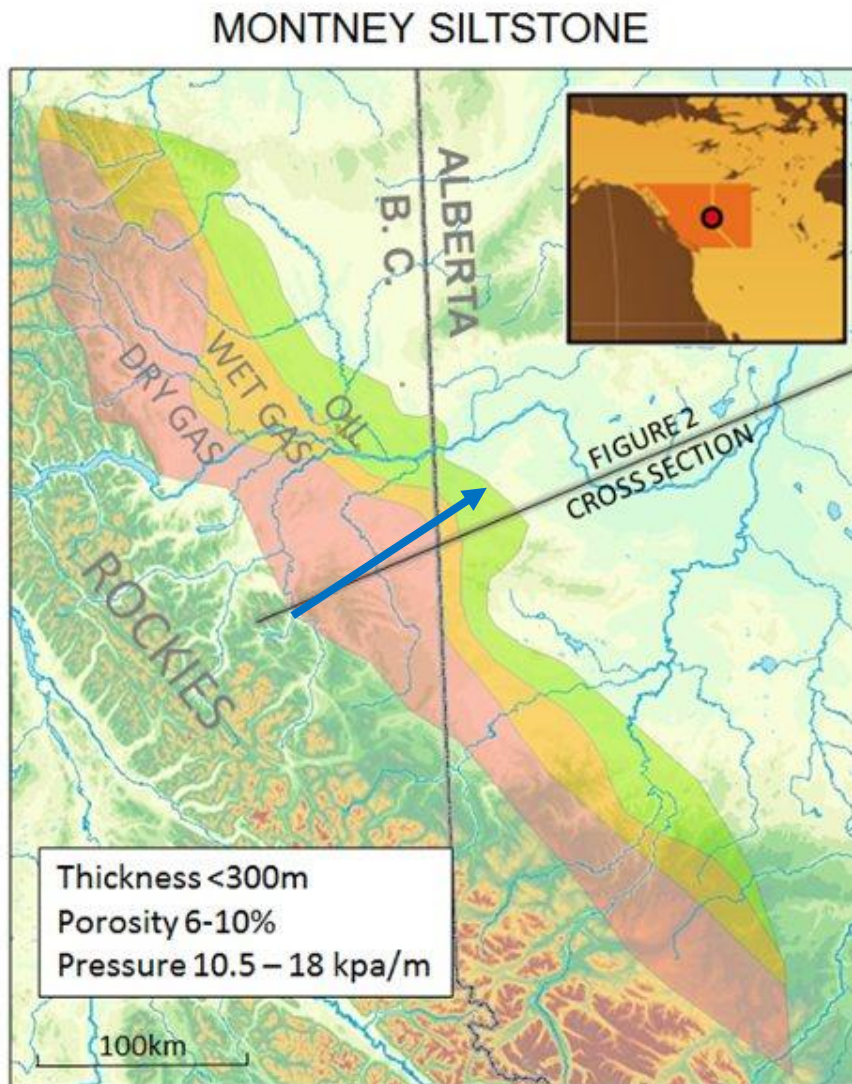 MONTNEY SILTSTONE
ALBERTA
B. C.
DRY GAS
WET GAS
OIL
FIGURE 2
CROSS SECTION
ROCKIES
Thickness <300m
Porosity 6-10%
Pressure 10.5 – 18 kpa/m
100km